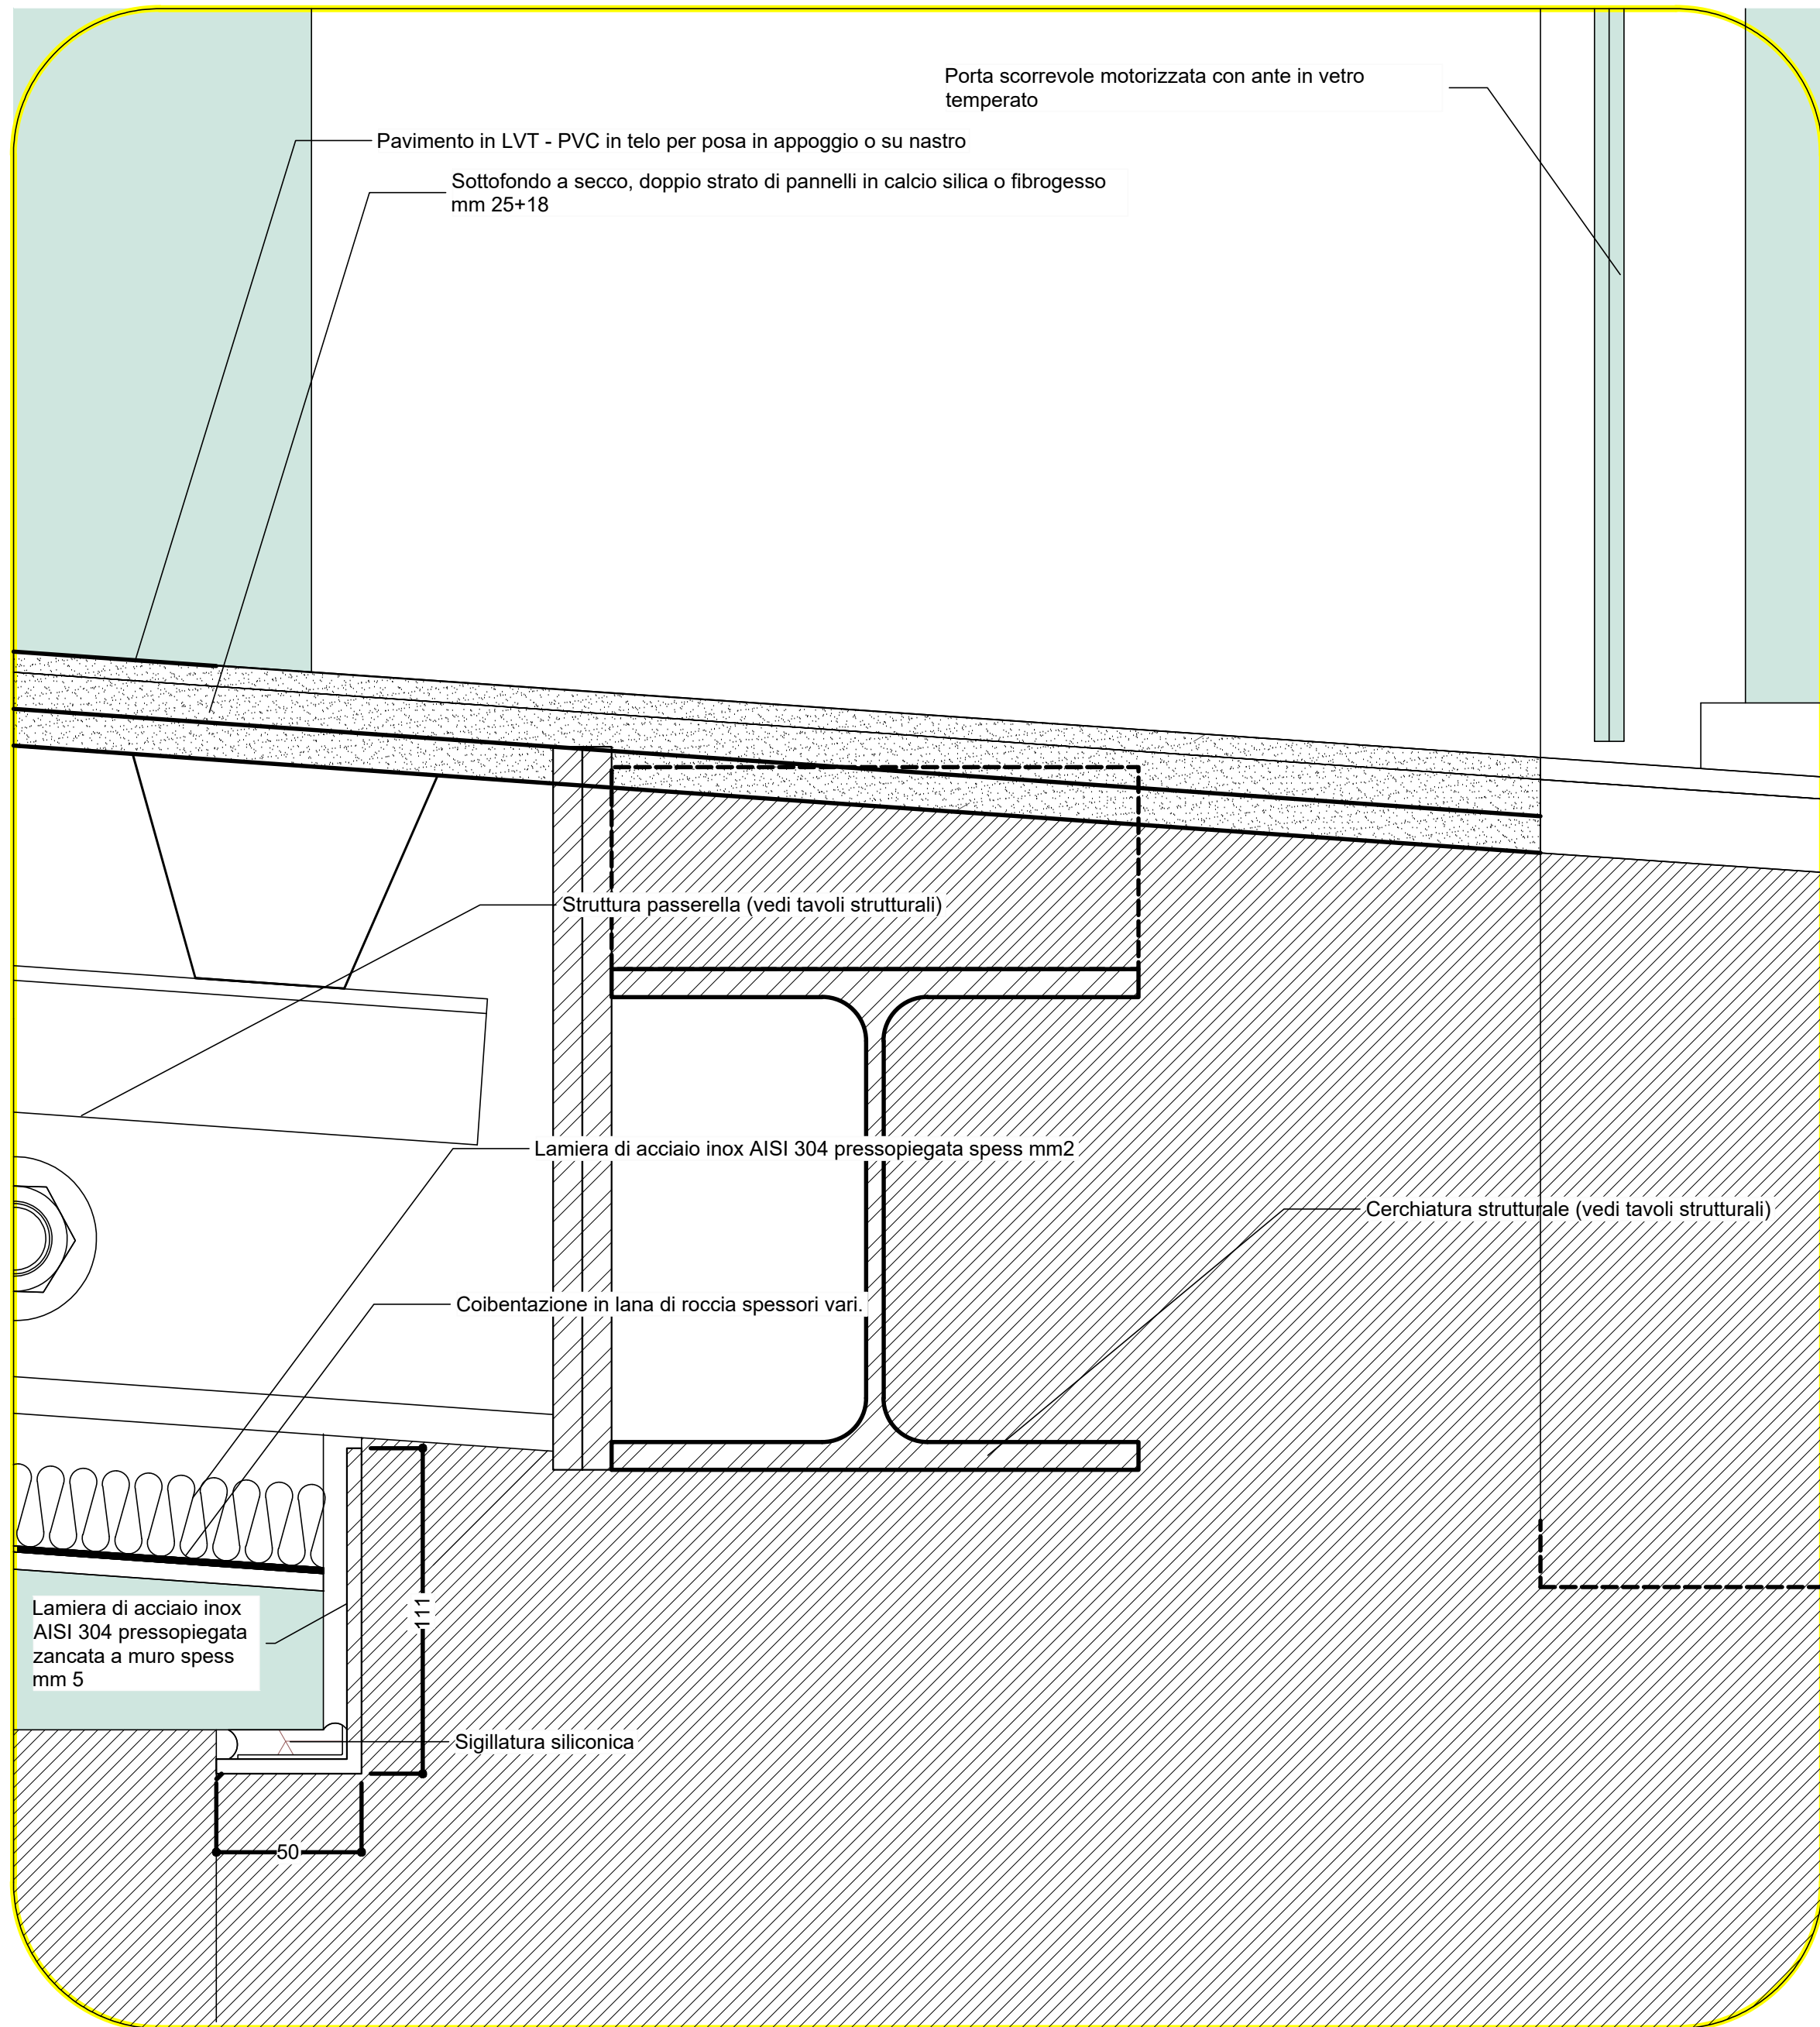 Porta scorrevole motorizzata con ante in vetro
temperato
Pavimento in LVT - PVC in telo per posa in appoggio o su nastro
Sottofondo a secco, doppio strato di pannelli in calcio silica o fibrogesso
mm 25+18
Struttura passerella (vedi tavoli strutturali)
Lamiera di acciaio inox AISI 304 pressopiegata spess mm2
Cerchiatura strutturale (vedi tavoli strutturali)
Coibentazione in lana di roccia spessori vari.
Lamiera di acciaio inox
AISI 304 pressopiegata
zancata a muro spess
mm 5
111
Sigillatura siliconica
50